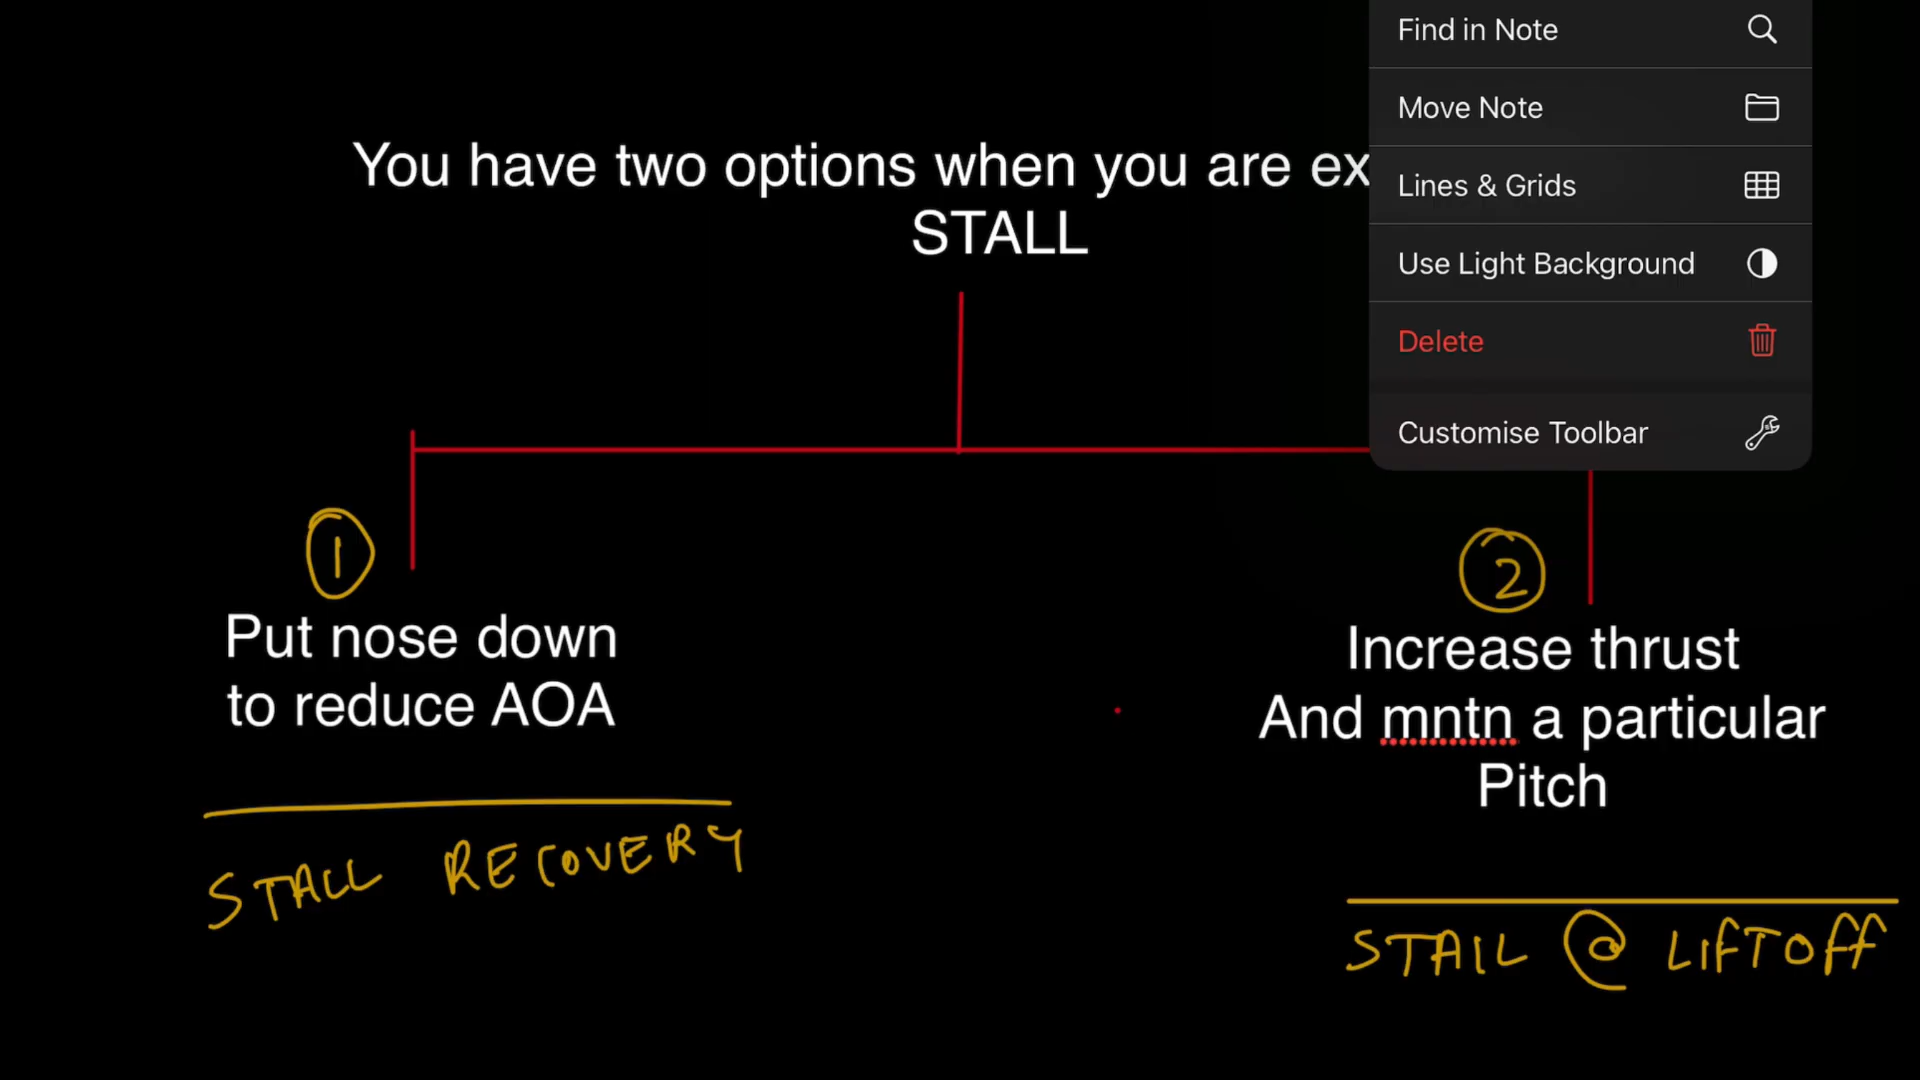 Find in Note
Move Note
You have two options when you are ex
Lines & Grids
STALL
Use Light Background
Delete
Customise Toolbar
1
Put nose down
to reduce AOA
STALL RECOVERY
2
Increase thrust
And mntn a particular
Pitch
STALL @ LIFTOFF